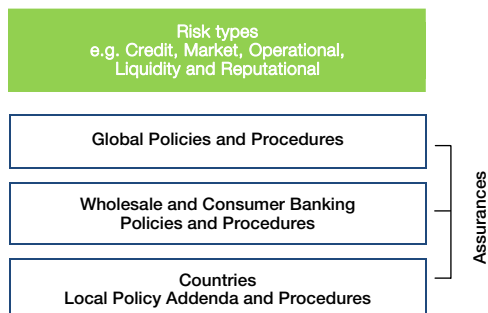 Risk types
e.g. Credit, Market, Operational,
Liquidity and Reputational
Global Policies and Procedures
Wholesale and Consumer Banking
Policies and Procedures
Countries
Local Policy Addenda and Procedures
Assurances